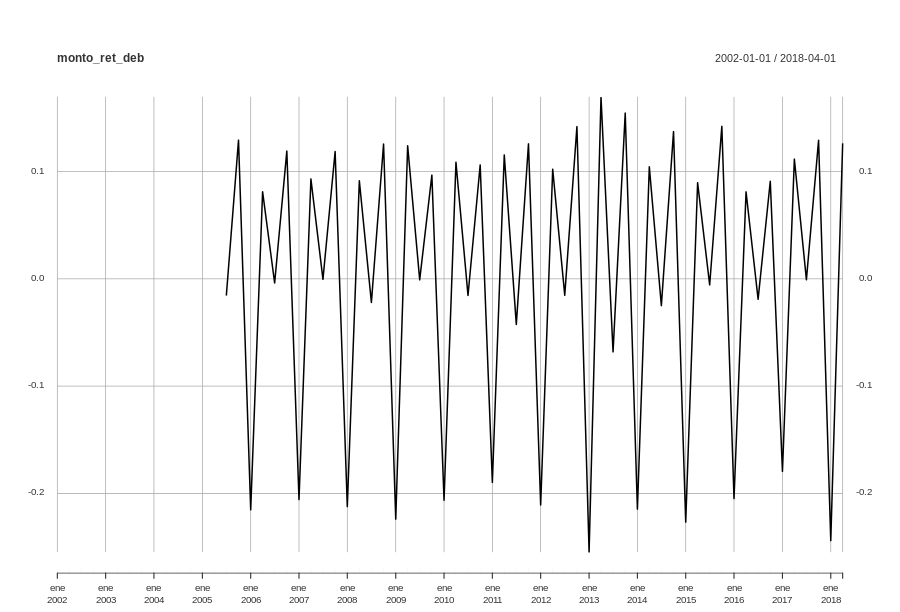 monto_ret_deb 2002-01-01 / 2018-04-01
0.1 0.1
0.0 0.0
-0.1 -0.1
-0.2 -0.2
ene ene ene ene ene ene ene ene ene ene ene ene ene ene ene ene ene
2002 2003 2004 2005 2006 2007 2008 2009 2010 2011 2012 2013 2014 2015 2016 2017 2018